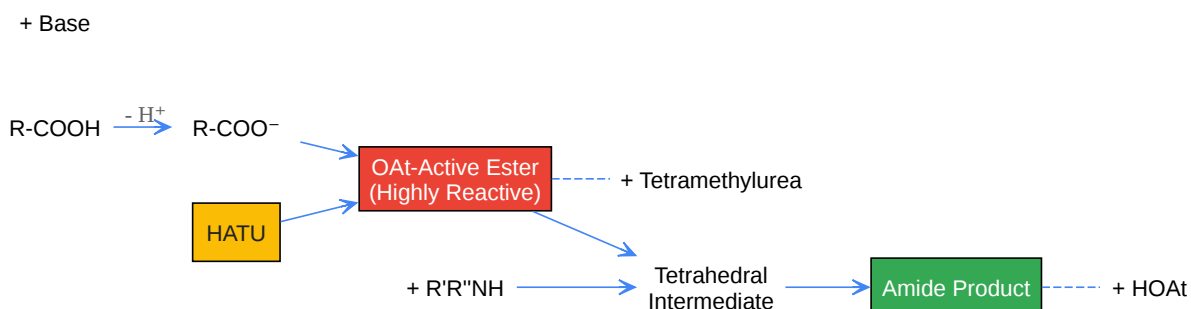 + Base
- H⁺
R-COOH
R-COO⁻
OAt-Active Ester
(Highly Reactive)
+ Tetramethylurea
HATU
+ R'R''NH
Tetrahedral
Intermediate
Amide Product
+ HOAt